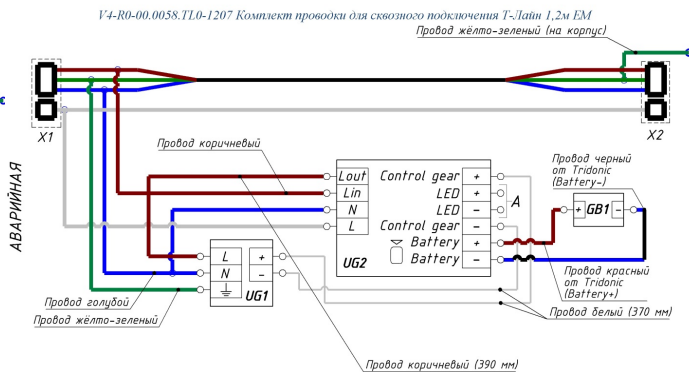 V4-R0-00.0058.TL0-1207 Комплект проводки для сквозного подключения Т-Лайн 1,2м ЕМ
Провод жёлто-зеленый (на корпус)
X1
X2
АВАРИЙНАЯ
Провод коричневый
Провод черный
от Tridonic
(Battery-)
Lout Control gear +
Lin LED +
N LED -
L Control gear -
Battery +
Battery -
UG2
A
+ GB1 -
L +
N -
UG1
Провод голубой
Провод жёлто-зеленый
Провод красный
от Tridonic
(Battery+)
Провод белый (370 мм)
Провод коричневый (390 мм)